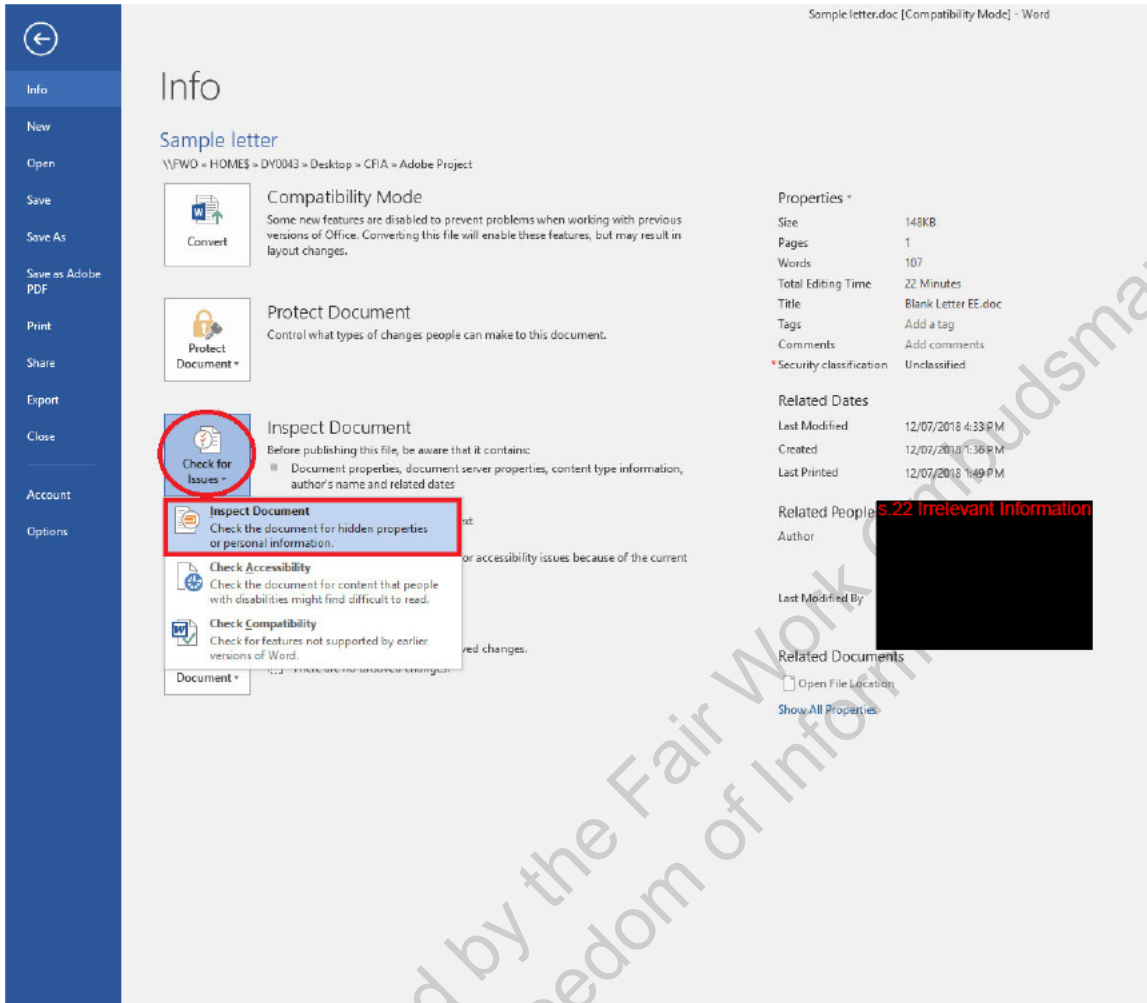 Sample letter.doc [Compatibility Mode] - Word
Info
New
Open
Save
Save As
Save as Adobe
PDF
Print
Share
Export
Close
Account
Options
Info
Sample letter
\\FWO » HOME$ » DY0043 » Desktop » CFIA » Adobe Project
Convert
Compatibility Mode
Some new features are disabled to prevent problems when working with previous
versions of Office. Converting this file will enable these features, but may result in
layout changes.
Protect
Document
Protect Document
Control what types of changes people can make to this document.
Check for
Issues
Inspect Document
Before publishing this file, be aware that it contains:
Document properties, document server properties, content type information,
author's name and related dates
Inspect Document
Check the document for hidden properties
or personal information.
or accessibility issues because of the current
Check Accessibility
Check the document for content that people
with disabilities might find difficult to read.
Check Compatibility
Check for features not supported by earlier
versions of Word.
changes.
Document
Properties
Size 148KB
Pages 1
Words 107
Total Editing Time 22 Minutes
Title Blank Letter EE.doc
Tags Add a tag
Comments Add comments
* Security classification Unclassified
Related Dates
Last Modified 12/07/2018 4:33 PM
Created 12/07/2018 1:36 PM
Last Printed 12/07/2018 1:49 PM
Related People s.22 Irrelevant Information
Author
Last Modified By
Related Documents
Open File Location
Show All Properties
by the Fair Work Ombudsma
of Inform